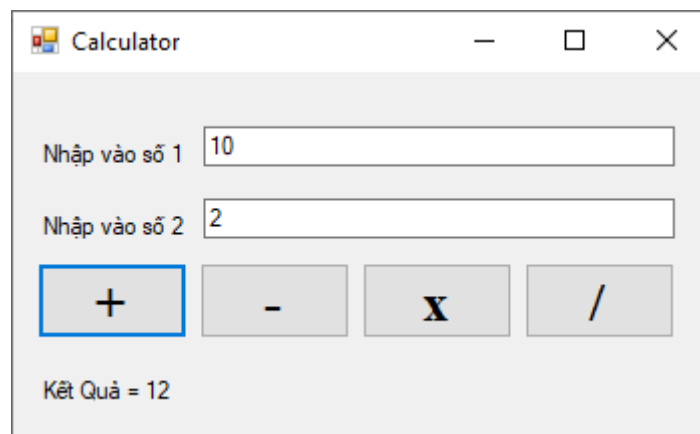 Calculator
Nhập vào số 1 10
Nhập vào số 2 2
+ - x /
Kết Quả = 12